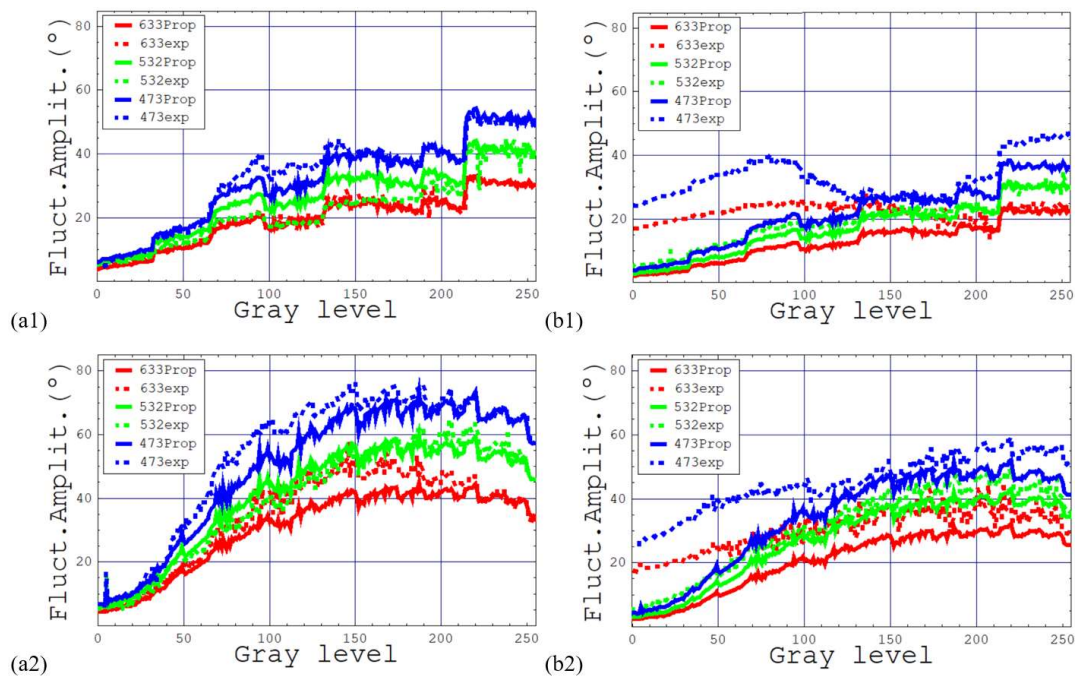 80
60
40
20
0
50
100
150
200
250
Fluct.Amplit.(°)
Gray level
633Prop
633exp
532Prop
532exp
473Prop
473exp
(a1)
80
60
40
20
0
50
100
150
200
250
Fluct.Amplit.(°)
Gray level
633Prop
633exp
532Prop
532exp
473Prop
473exp
(b1)
80
60
40
20
0
50
100
150
200
250
Fluct.Amplit.(°)
Gray level
633Prop
633exp
532Prop
532exp
473Prop
473exp
(a2)
80
60
40
20
0
50
100
150
200
250
Fluct.Amplit.(°)
Gray level
633Prop
633exp
532Prop
532exp
473Prop
473exp
(b2)